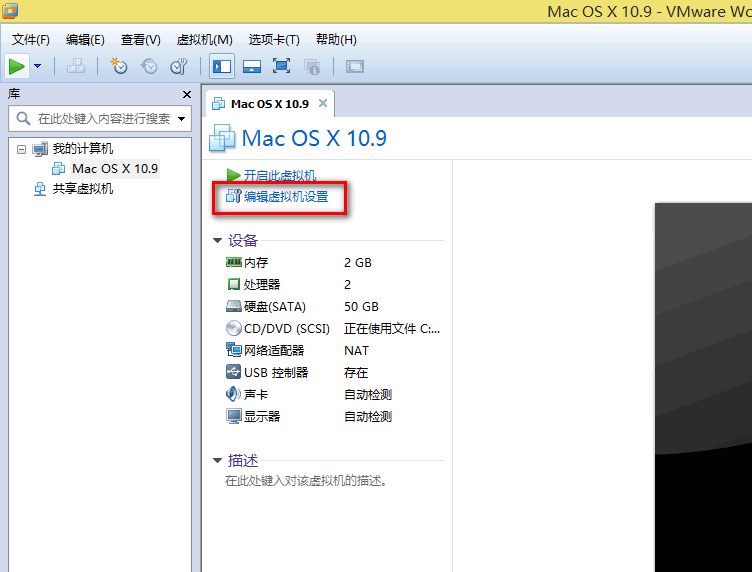 Mac OS X 10.9 - VMware Wo
文件(F) 编辑(E) 查看(V) 虚拟机(M) 选项卡(T) 帮助(H)
库
在此处键入内容进行搜索
我的计算机
Mac OS X 10.9
共享虚拟机
Mac OS X 10.9
Mac OS X 10.9
开启此虚拟机
编辑虚拟机设置
设备
内存 2 GB
处理器 2
硬盘(SATA) 50 GB
CD/DVD (SCSI) 正在使用文件 C:...
网络适配器 NAT
USB 控制器 存在
声卡 自动检测
显示器 自动检测
描述
在此处键入对该虚拟机的描述。